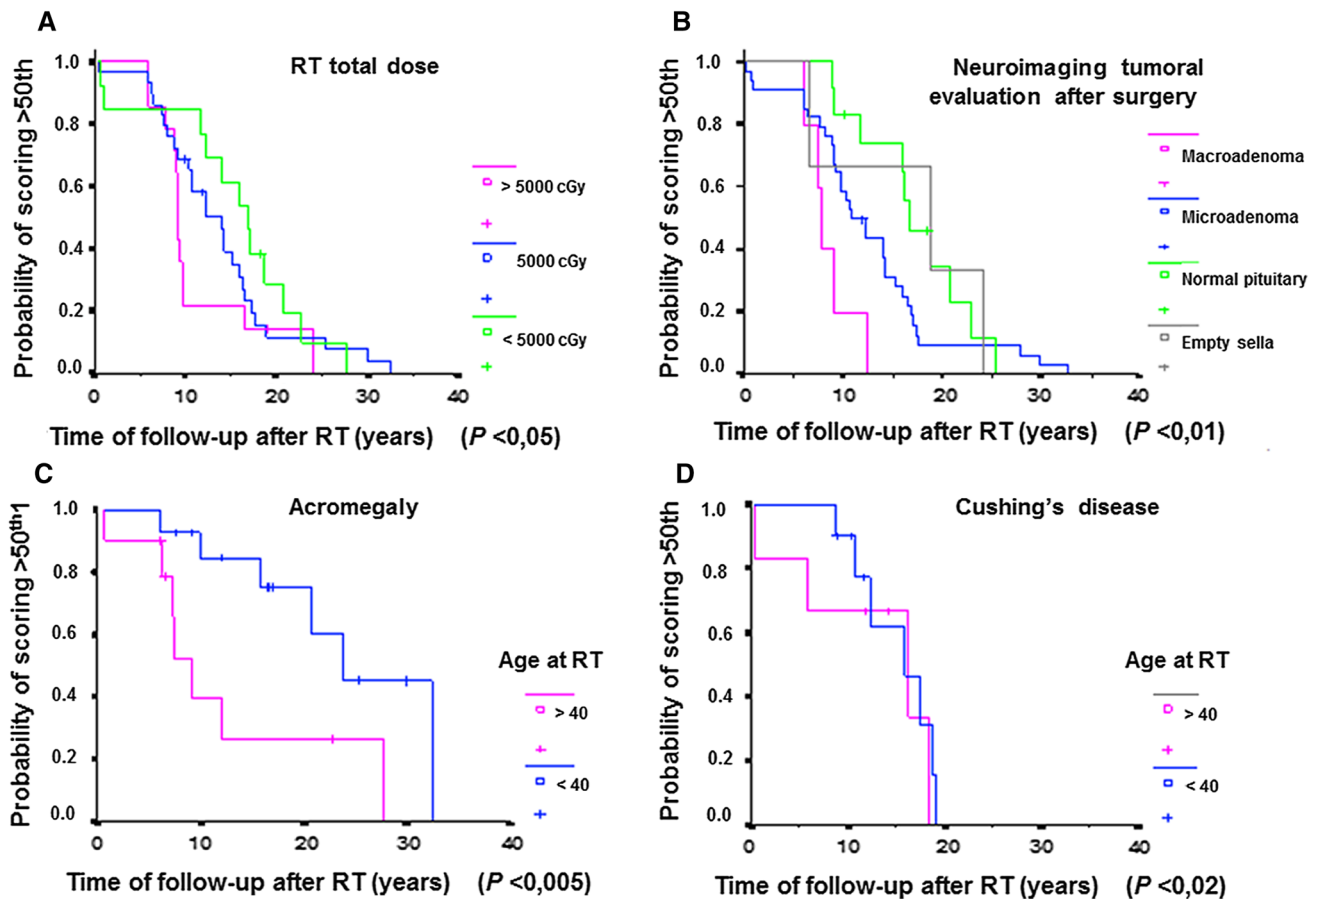 A
RT total dose
Probability of scoring >50th
1.0
0.8
0.6
0.4
0.2
0.0
0 10 20 30 40
Time of follow-up after RT (years) (P <0,05)
> 5000 cGy
5000 cGy
< 5000 cGy
B
Neuroimaging tumoral
evaluation after surgery
Probability of scoring >50th
1.0
0.8
0.6
0.4
0.2
0.0
0 10 20 30 40
Time of follow-up after RT (years) (P <0,01)
Macroadenoma
Microadenoma
Normal pituitary
Empty sella
C
Acromegaly
Probability of scoring >50th1
1.0
0.8
0.6
0.4
0.2
0.0
0 10 20 30 40
Time of follow-up after RT (years) (P <0,005)
Age at RT
> 40
< 40
D
Cushing's disease
Probability of scoring >50th
1.0
0.8
0.6
0.4
0.2
0.0
0 10 20 30 40
Time of follow-up after RT (years) (P <0,02)
Age at RT
> 40
< 40